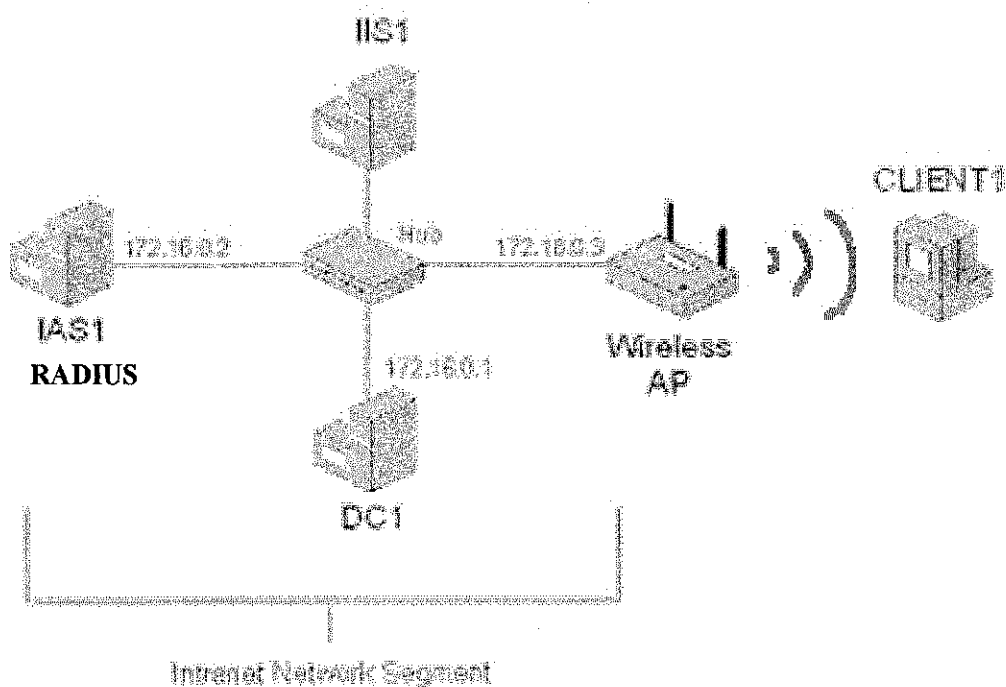 IIS1
CLIENT1
172.16.0.2
Hub
172.16.0.3
IAS1
RADIUS
Wireless
AP
172.16.0.1
DC1
Intranet Network Segment